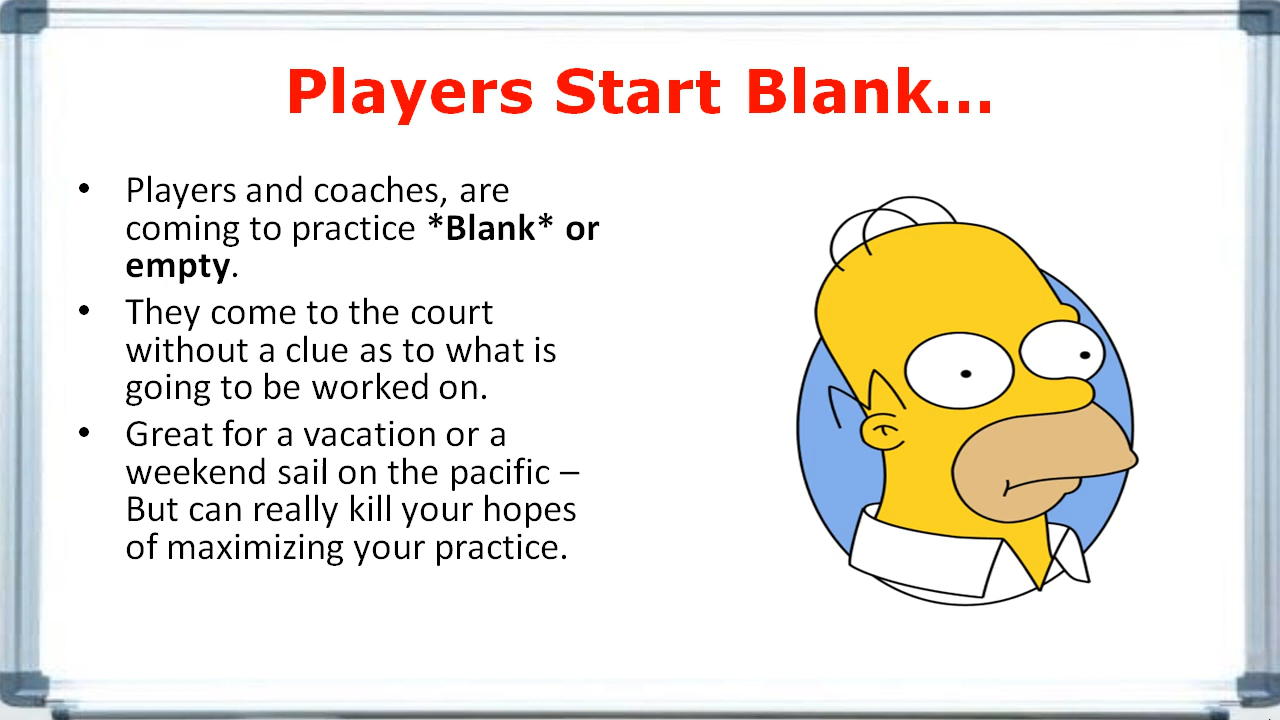 Players Start Blank...
• Players and coaches, are
coming to practice *Blank* or
empty.
• They come to the court
without a clue as to what is
going to be worked on.
• Great for a vacation or a
weekend sail on the pacific –
But can really kill your hopes
of maximizing your practice.